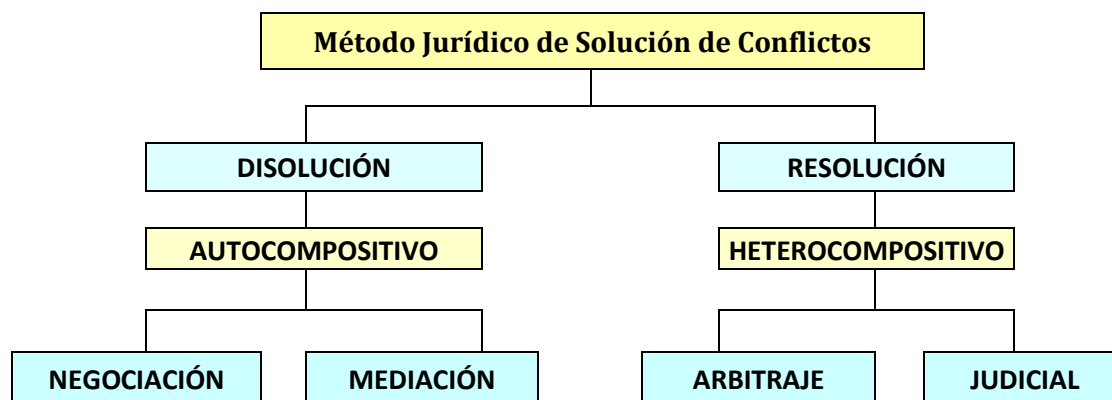 Método Jurídico de Solución de Conflictos
DISOLUCIÓN
RESOLUCIÓN
AUTOCOMPOSITIVO
HETEROCOMPOSITIVO
NEGOCIACIÓN
MEDIACIÓN
ARBITRAJE
JUDICIAL